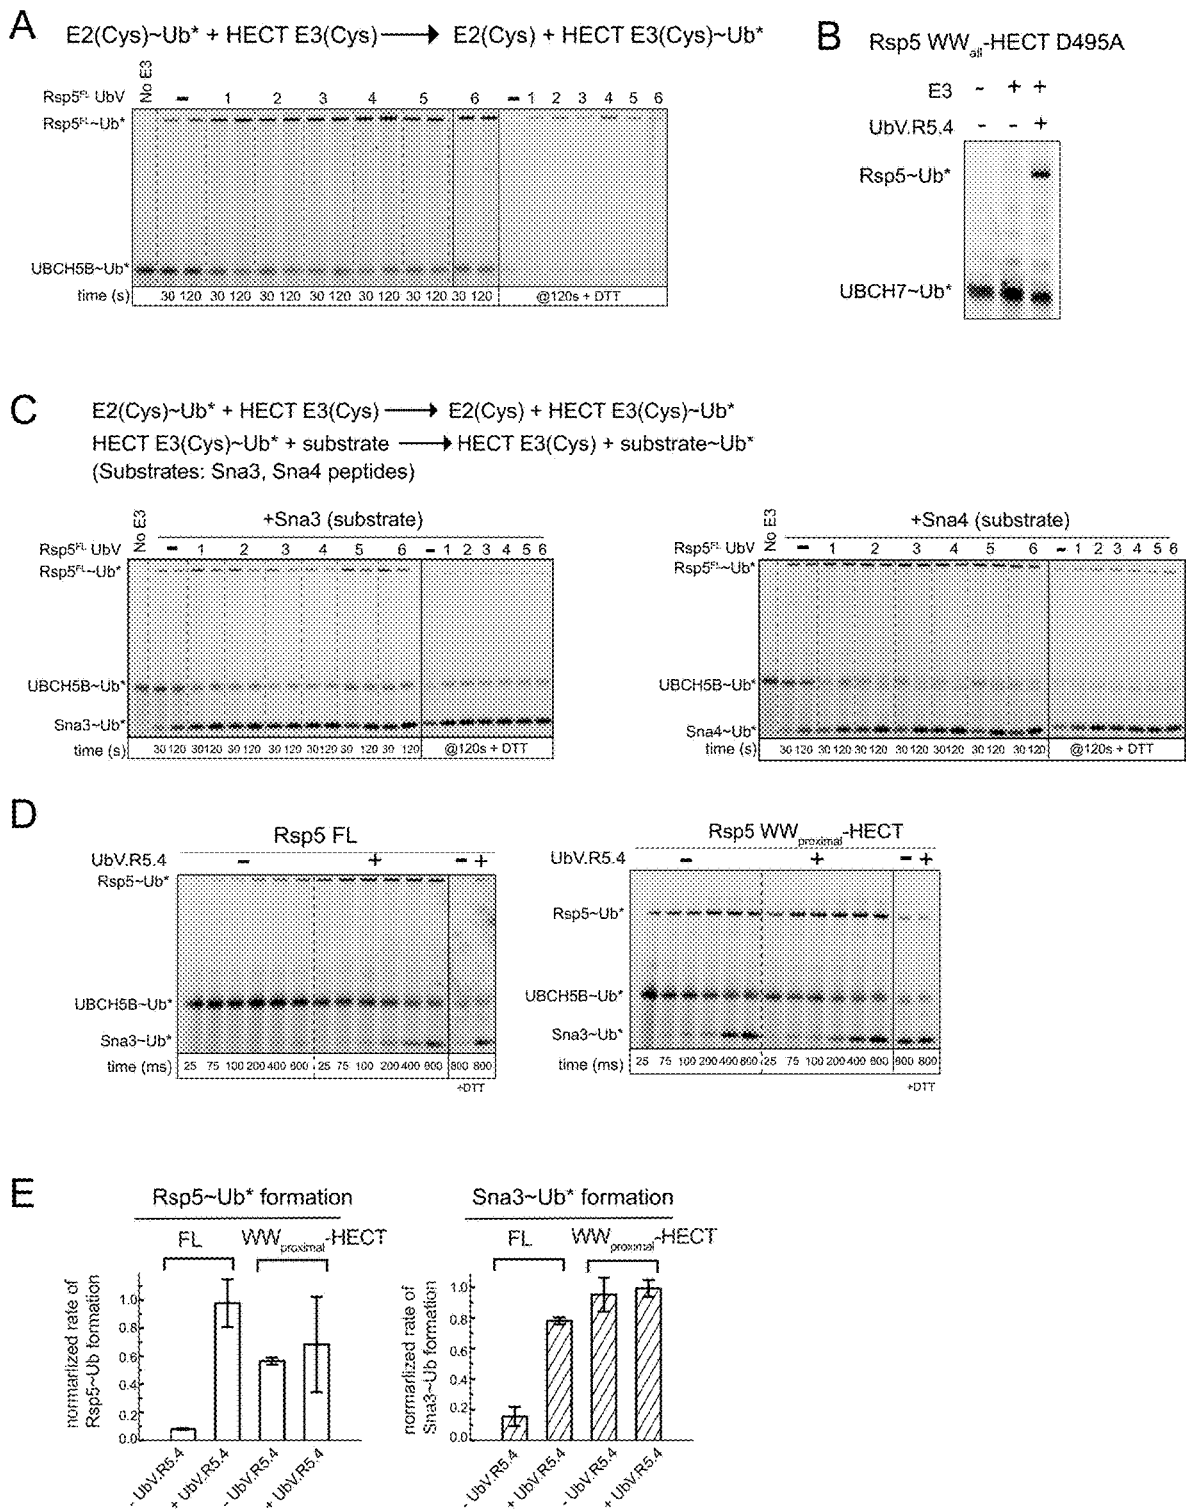 A
E2(Cys)~Ub* + HECT E3(Cys) → E2(Cys) + HECT E3(Cys)~Ub*
No E3
Rsp5FL UbV - 1 2 3 4 5 6 - 1 2 3 4 5 6
Rsp5FL~Ub*
UBCH5B~Ub*
time (s) 30 120 30 120 30 120 30 120 30 120 30 120 30 120 @120s + DTT
B
Rsp5 WWall-HECT D495A
E3 - + +
UbV.R5.4 - - +
Rsp5~Ub*
UBCH7~Ub*
C
E2(Cys)~Ub* + HECT E3(Cys) → E2(Cys) + HECT E3(Cys)~Ub*
HECT E3(Cys)~Ub* + substrate → HECT E3(Cys) + substrate~Ub*
(Substrates: Sna3, Sna4 peptides)
No E3
+Sna3 (substrate)
Rsp5FL UbV - 1 2 3 4 5 6 - 1 2 3 4 5 6
Rsp5FL~Ub*
UBCH5B~Ub*
Sna3~Ub*
time (s) 30 120 30 120 30 120 30 120 30 120 30 120 30 120 @120s + DTT
No E3
+Sna4 (substrate)
Rsp5FL UbV - 1 2 3 4 5 6 - 1 2 3 4 5 6
Rsp5FL~Ub*
UBCH5B~Ub*
Sna4~Ub*
time (s) 30 120 30 120 30 120 30 120 30 120 30 120 30 120 @120s + DTT
D
Rsp5 FL
UbV.R5.4 - + - +
Rsp5~Ub*
UBCH5B~Ub*
Sna3~Ub*
time (ms) 25 75 100 200 400 800 25 75 100 200 400 800 800 800
+DTT
Rsp5 WWproximal-HECT
UbV.R5.4 - + - +
Rsp5~Ub*
UBCH5B~Ub*
Sna3~Ub*
time (ms) 25 75 100 200 400 800 25 75 100 200 400 800 800 800
+DTT
E
Rsp5~Ub* formation
FL WWproximal-HECT
normarlized rate of
Rsp5~Ub formation
1.0
0.8
0.6
0.4
0.2
0.0
- UbV.R5.4
+ UbV.R5.4
- UbV.R5.4
+ UbV.R5.4
Sna3~Ub* formation
FL WWproximal-HECT
normarlized rate of
Sna3~Ub formation
1.0
0.8
0.6
0.4
0.2
0.0
- UbV.R5.4
+ UbV.R5.4
- UbV.R5.4
+ UbV.R5.4